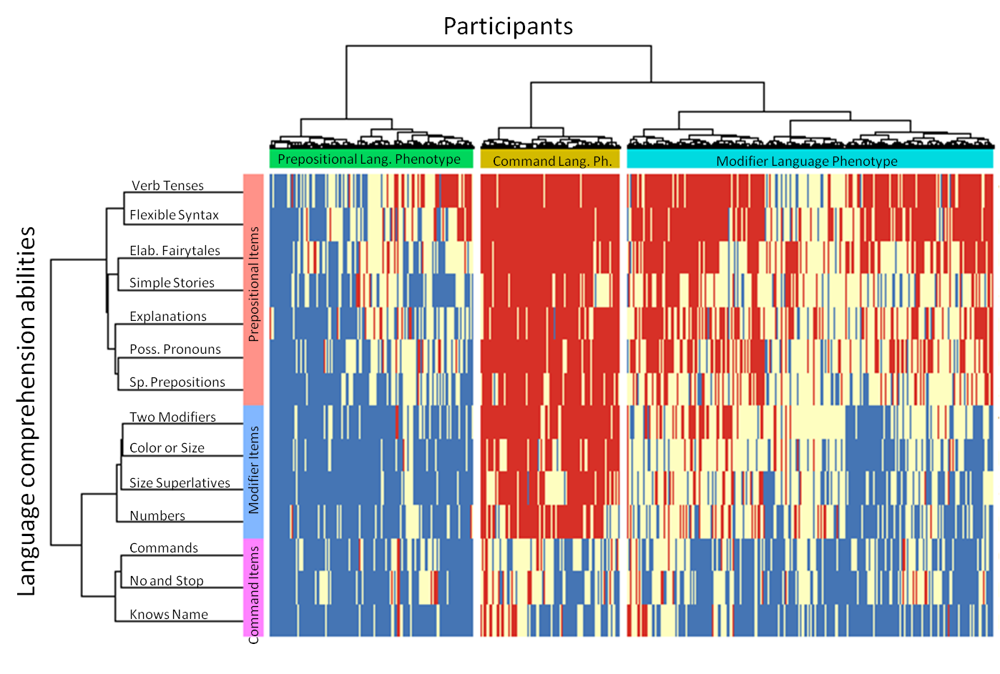 Participants
Prepositional Lang. Phenotype
Command Lang. Ph.
Modifier Language Phenotype
Language comprehension abilities
Verb Tenses
Flexible Syntax
Elab. Fairytales
Simple Stories
Explanations
Poss. Pronouns
Sp. Prepositions
Two Modifiers
Color or Size
Size Superlatives
Numbers
Commands
No and Stop
Knows Name
Prepositional Items
Modifier Items
Command Items